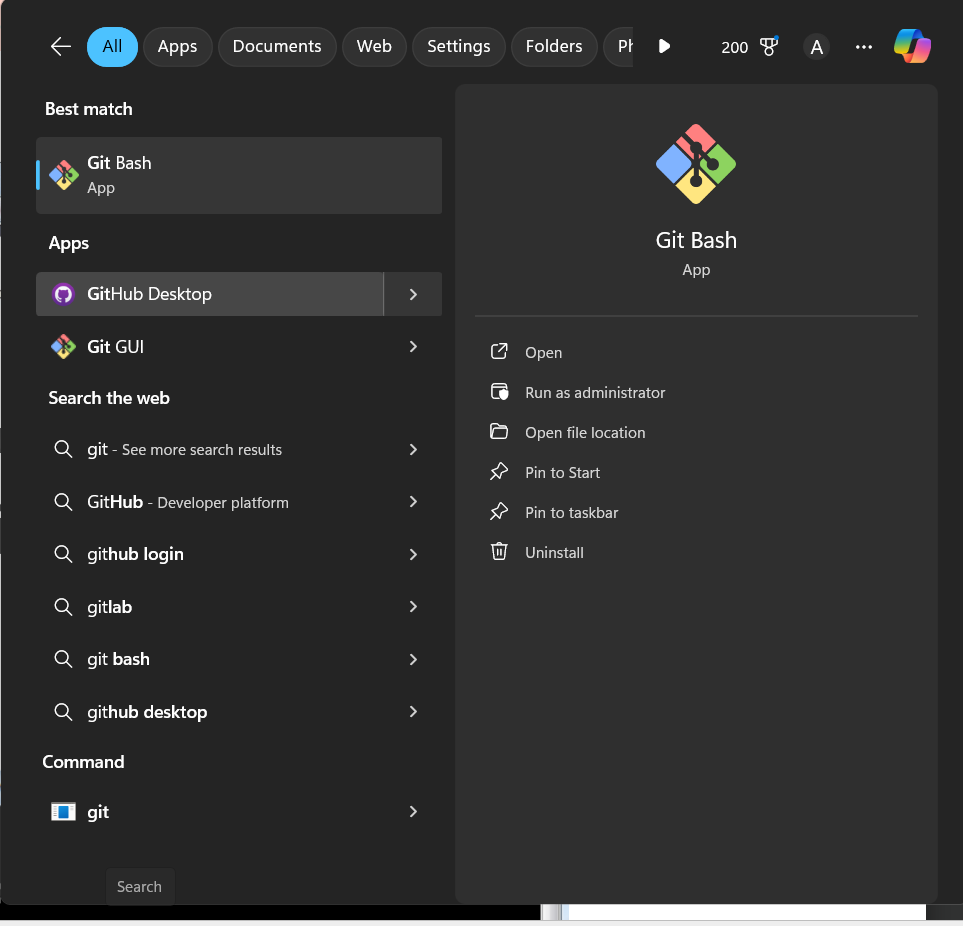 All Apps Documents Web Settings Folders Ph 200 A
Best match
Git Bash
App
Apps
GitHub Desktop
Git GUI
Search the web
git - See more search results
GitHub - Developer platform
github login
gitlab
git bash
github desktop
Command
git
Search
Git Bash
App
Open
Run as administrator
Open file location
Pin to Start
Pin to taskbar
Uninstall